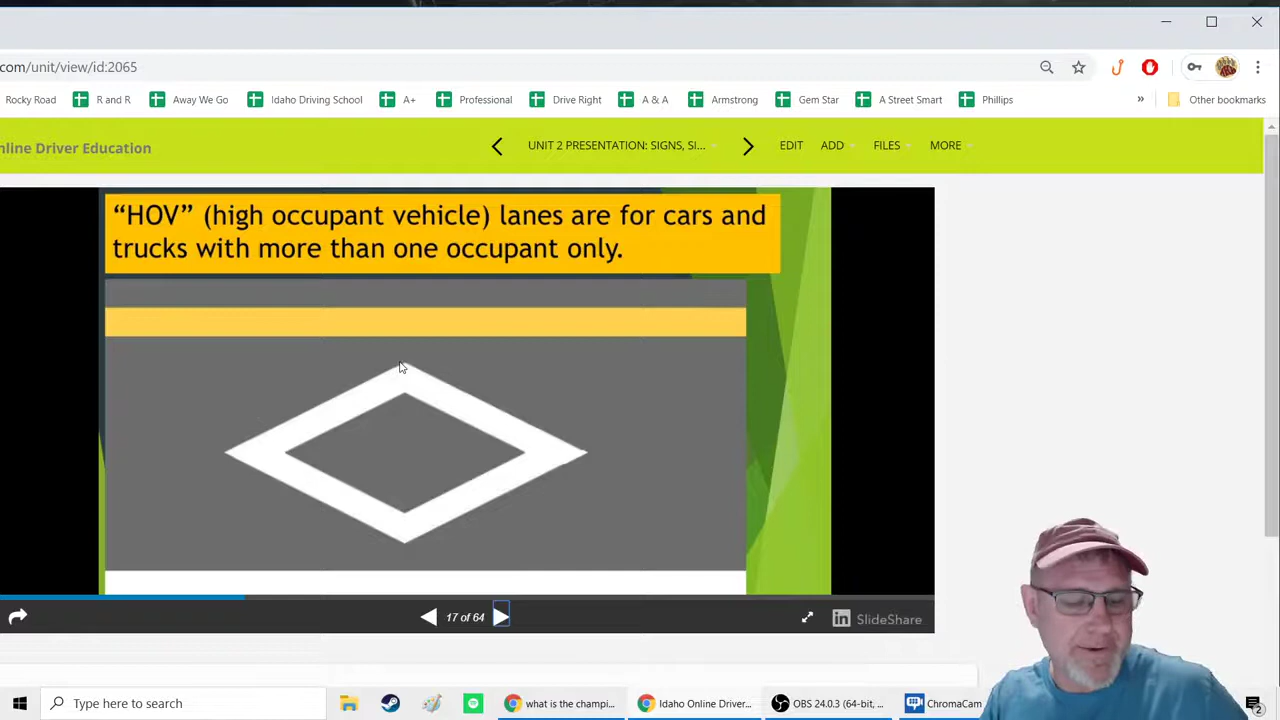 com/unit/view/id:2065
Rocky Road R and R Away We Go Idaho Driving School A+ Professional Drive Right A & A Armstrong Gem Star A Street Smart Phillips » Other bookmarks
nline Driver Education
UNIT 2 PRESENTATION: SIGNS, SI... EDIT ADD FILES MORE
“HOV” (high occupant vehicle) lanes are for cars and
trucks with more than one occupant only.
17 of 64
in SlideShare
Type here to search
what is the champi...
Idaho Online Driver...
OBS 24.0.3 (64-bit, ...
ChromaCam
2